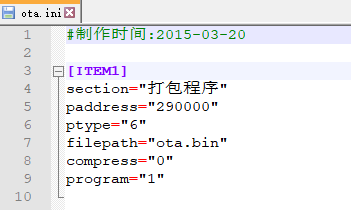 ota.ini
1 #制作时间:2015-03-20
2
3 [ITEM1]
4 section="打包程序"
5 paddress="290000"
6 ptype="6"
7 filepath="ota.bin"
8 compress="0"
9 program="1"
10